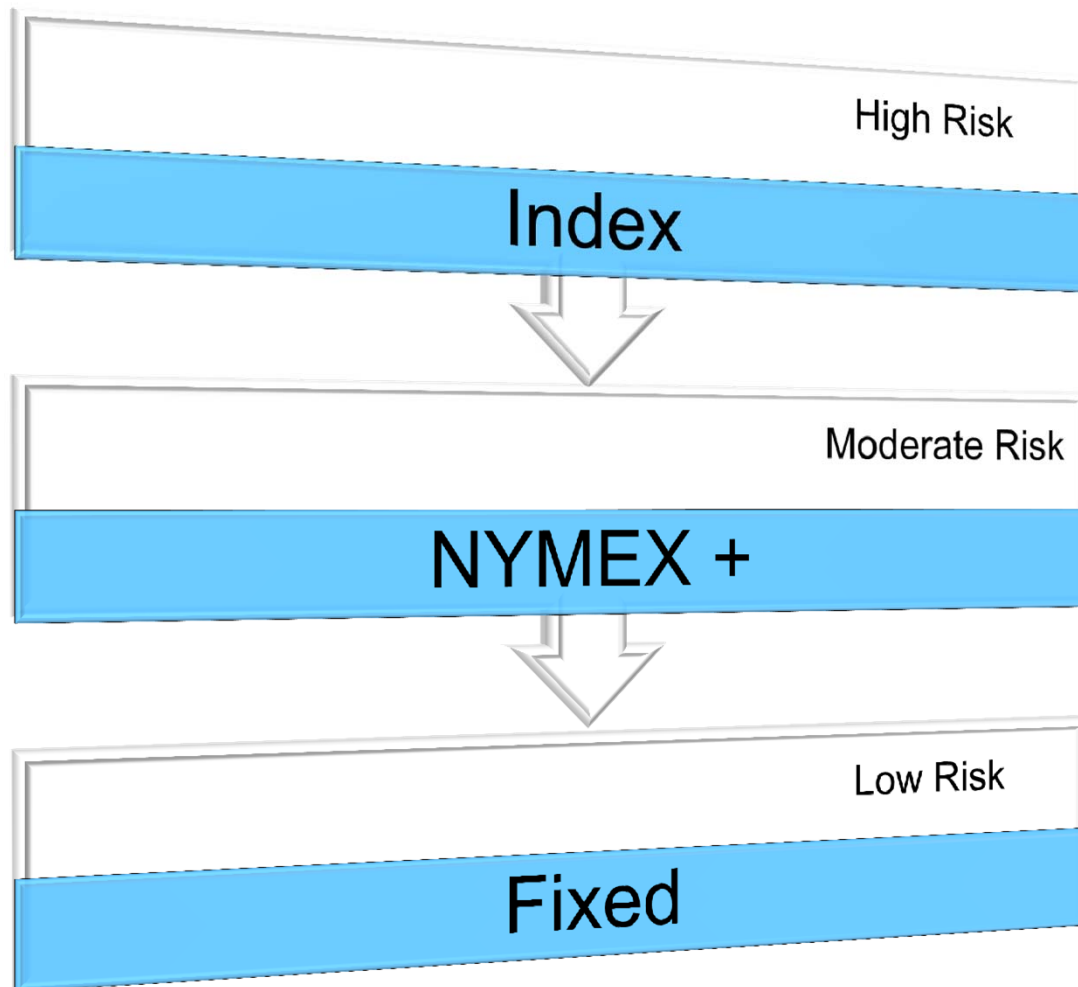 High Risk
Index
Moderate Risk
NYMEX +
Low Risk
Fixed